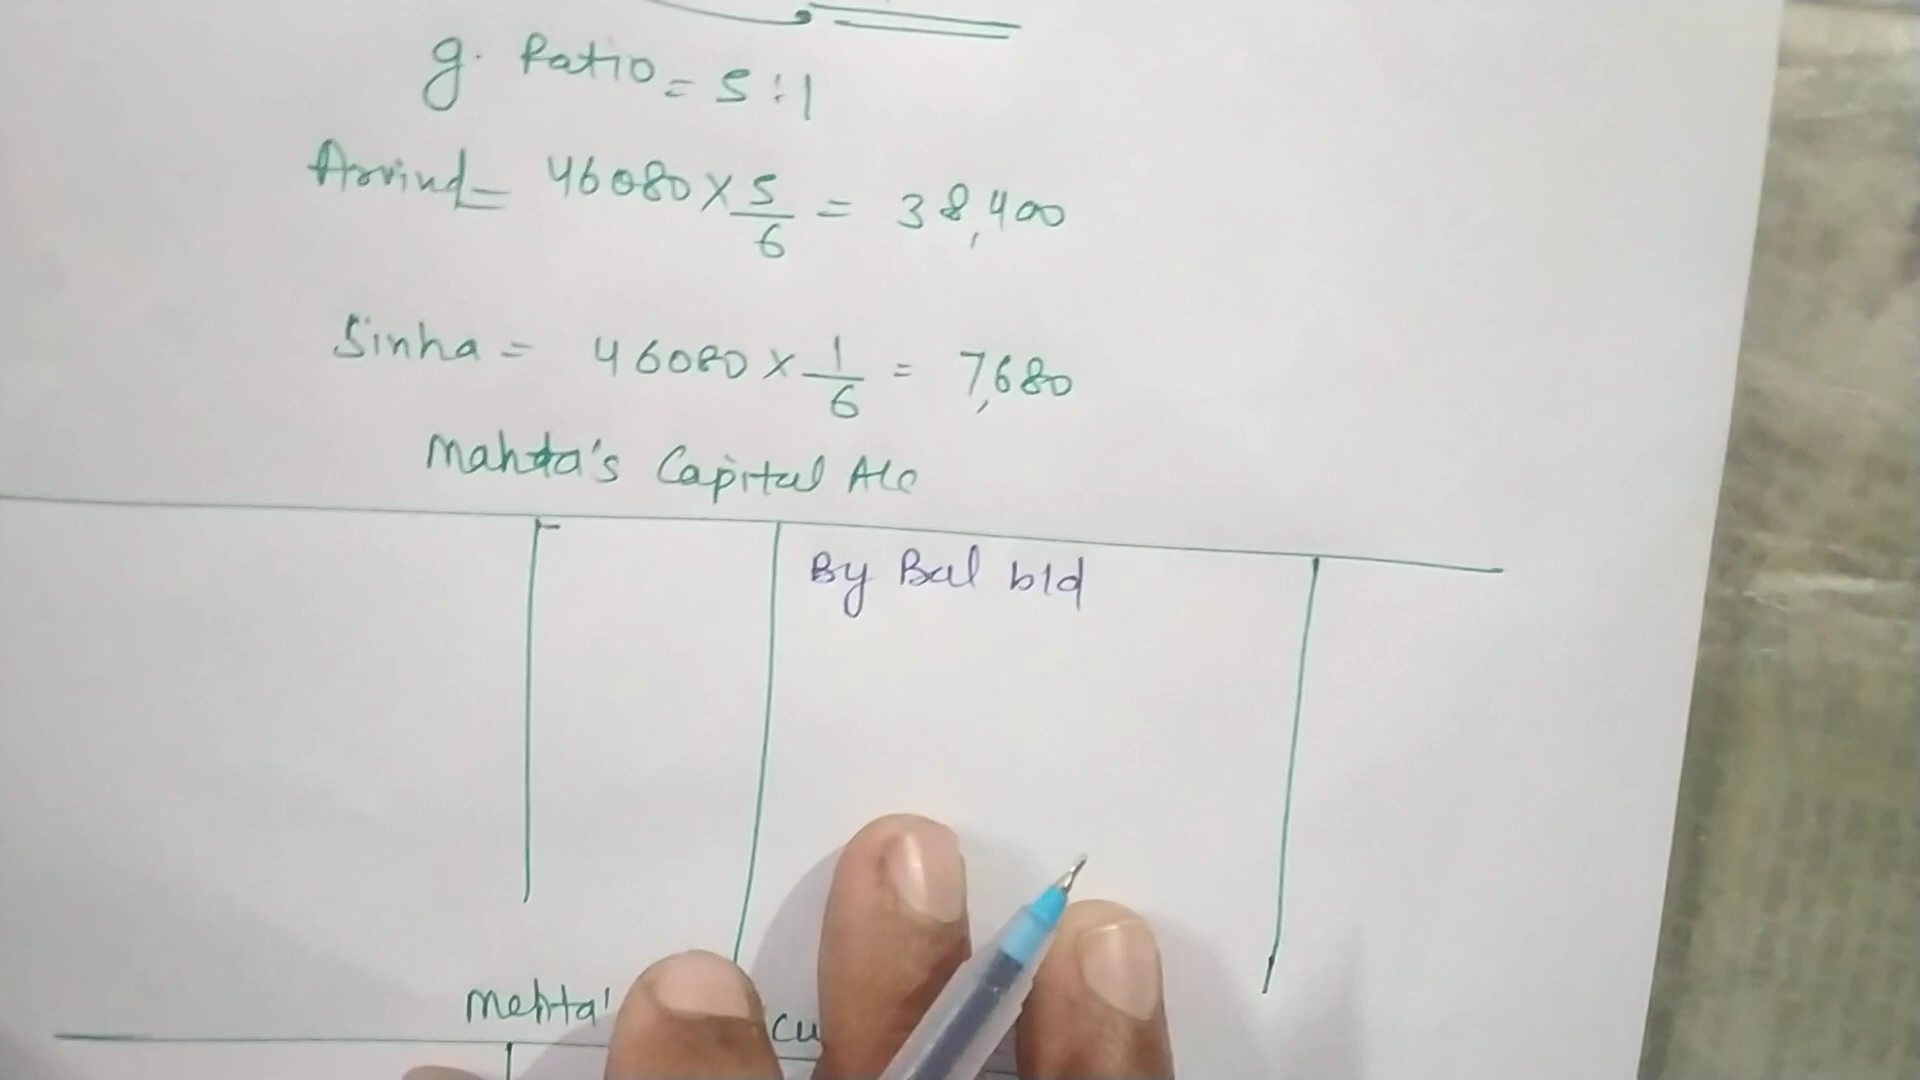 g. Ratio = 5:1
Arvind = 46080 × 5/6 = 38,400
Sinha = 46080 × 1/6 = 7,680
Mahta's Capital A/c
By Bal b/d
Mehta'